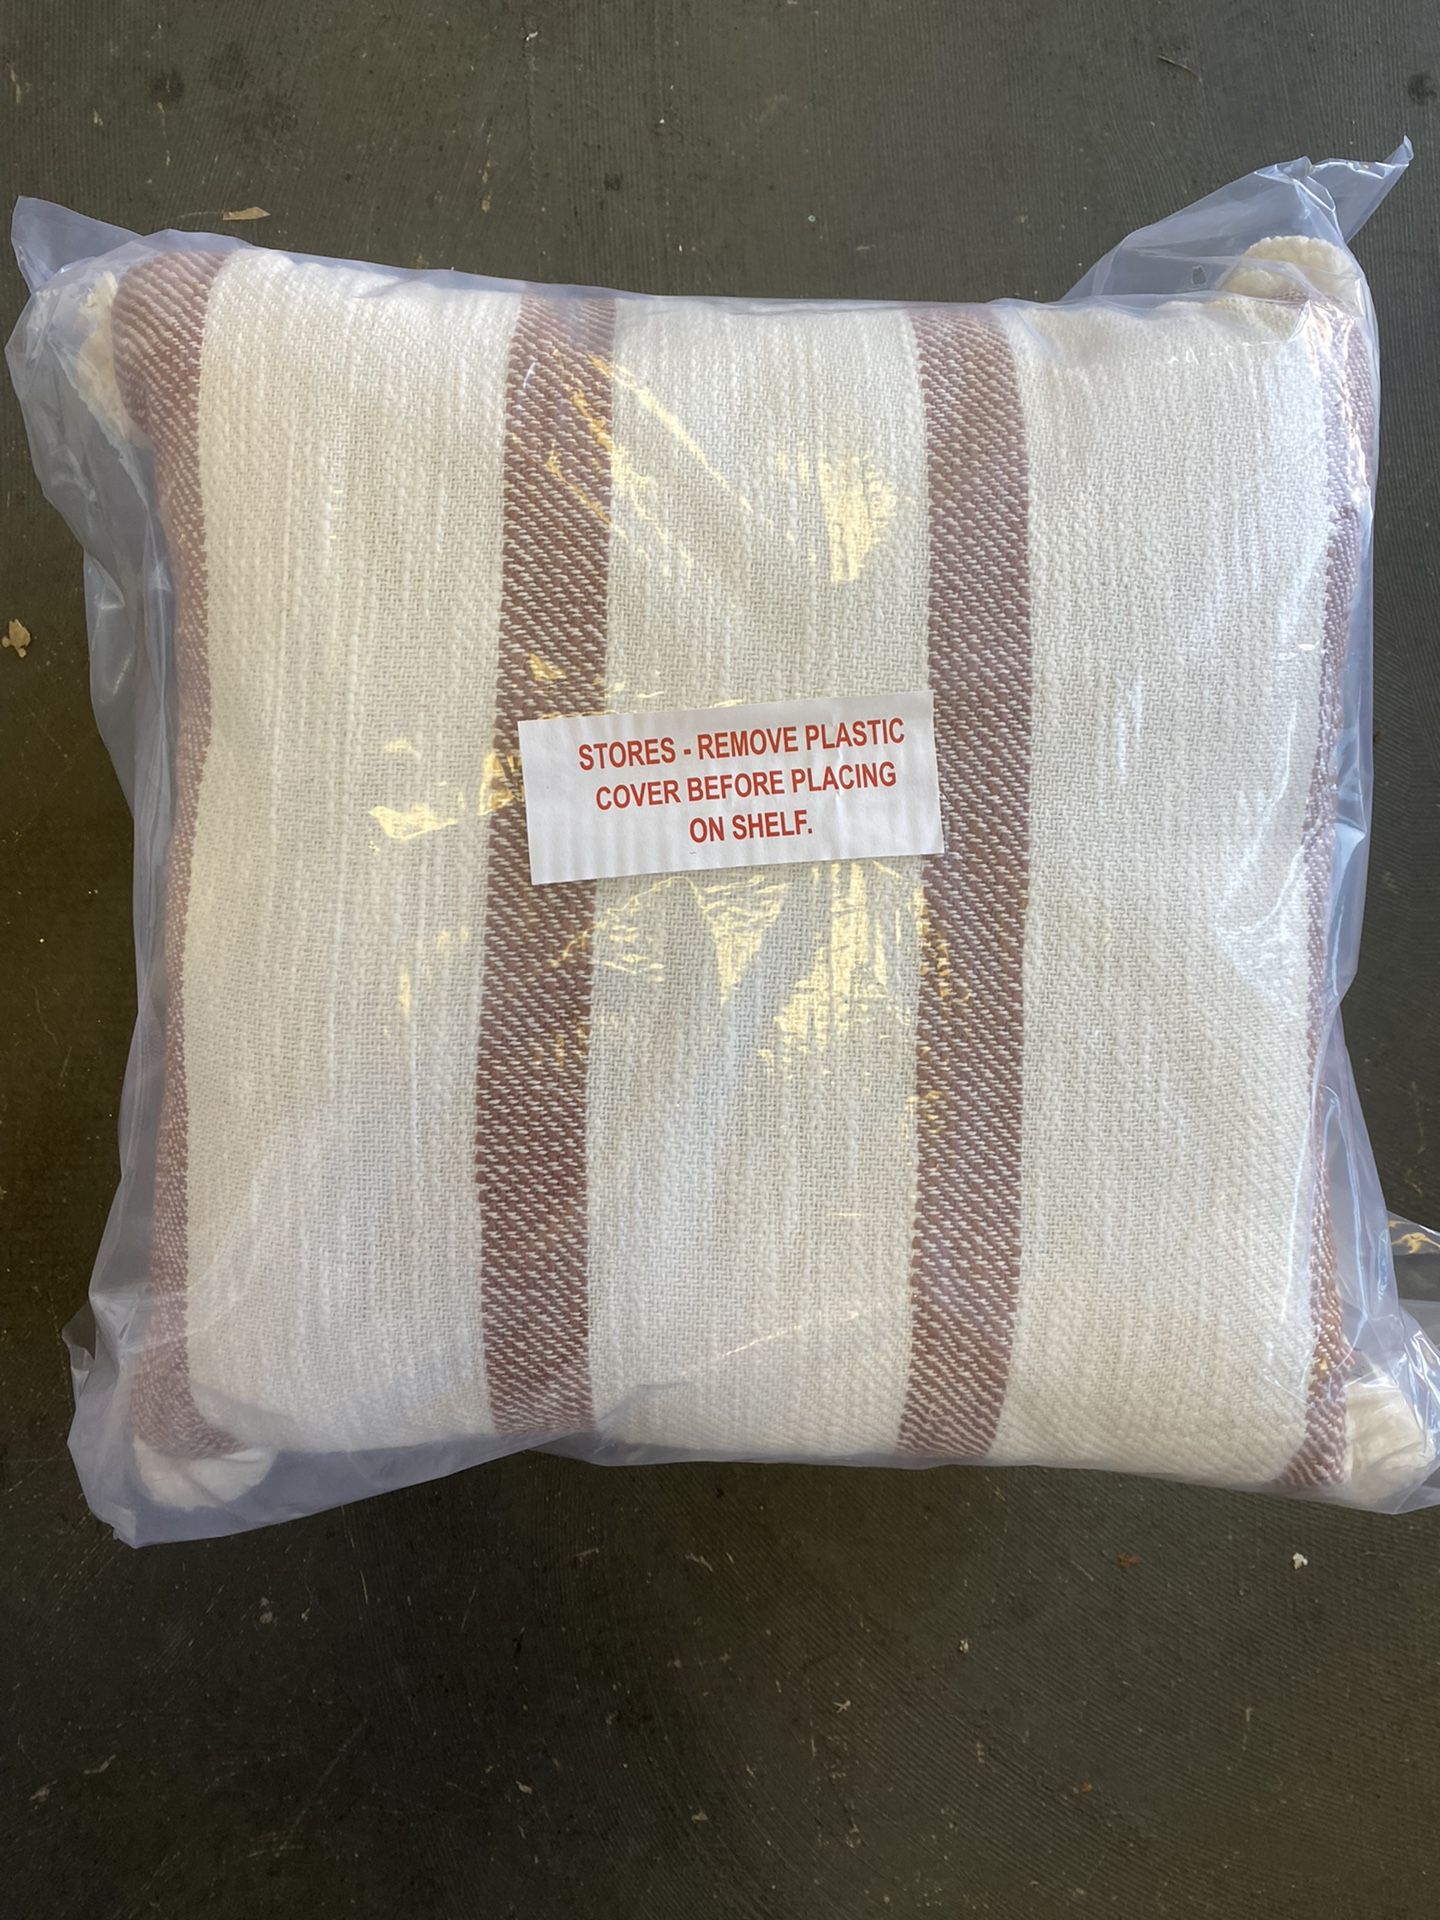 STORES - REMOVE PLASTIC
COVER BEFORE PLACING
ON SHELF.